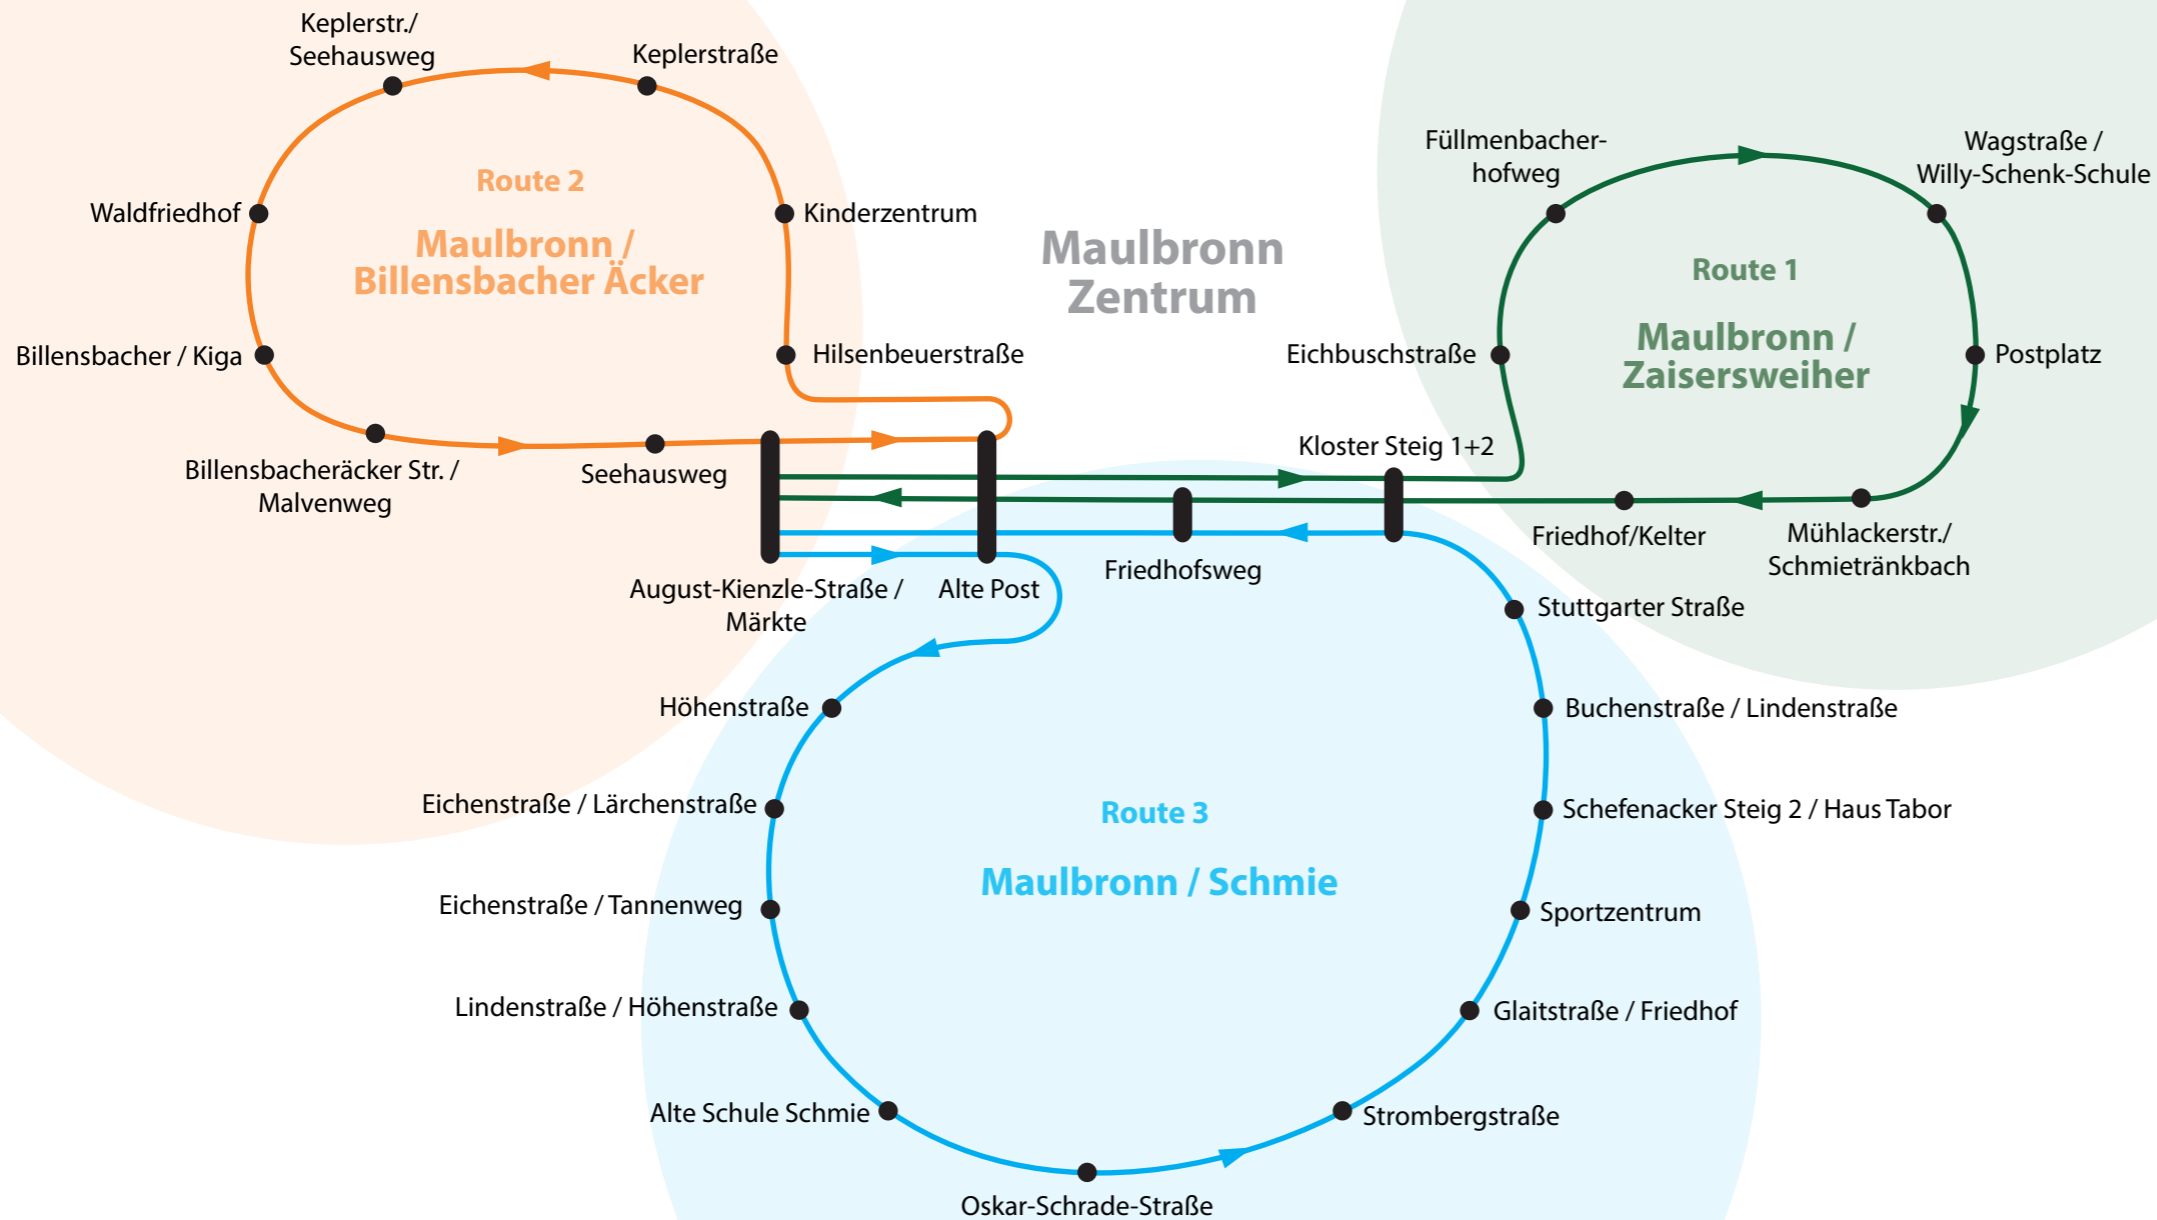 Keplerstr./
Seehausweg
Keplerstraße
Füllmenbacher-
hofweg
Wagstraße /
Willy-Schenk-Schule
Route 2
Maulbronn /
Billensbacher Äcker
Waldfriedhof
Kinderzentrum
Maulbronn
Zentrum
Route 1
Maulbronn /
Zaisersweiher
Billensbacher / Kiga
Hilsenbeuerstraße
Eichbuschstraße
Postplatz
Billensbacheräcker Str. /
Malvenweg
Seehausweg
Kloster Steig 1+2
Friedhof/Kelter
Mühlackerstr./
Schmietränkbach
August-Kienzle-Straße /
Märkte
Alte Post
Friedhofsweg
Stuttgarter Straße
Höhenstraße
Buchenstraße / Lindenstraße
Eichenstraße / Lärchenstraße
Route 3
Maulbronn / Schmie
Schefenacker Steig 2 / Haus Tabor
Eichenstraße / Tannenweg
Sportzentrum
Lindenstraße / Höhenstraße
Glaitstraße / Friedhof
Alte Schule Schmie
Strombergstraße
Oskar-Schrade-Straße